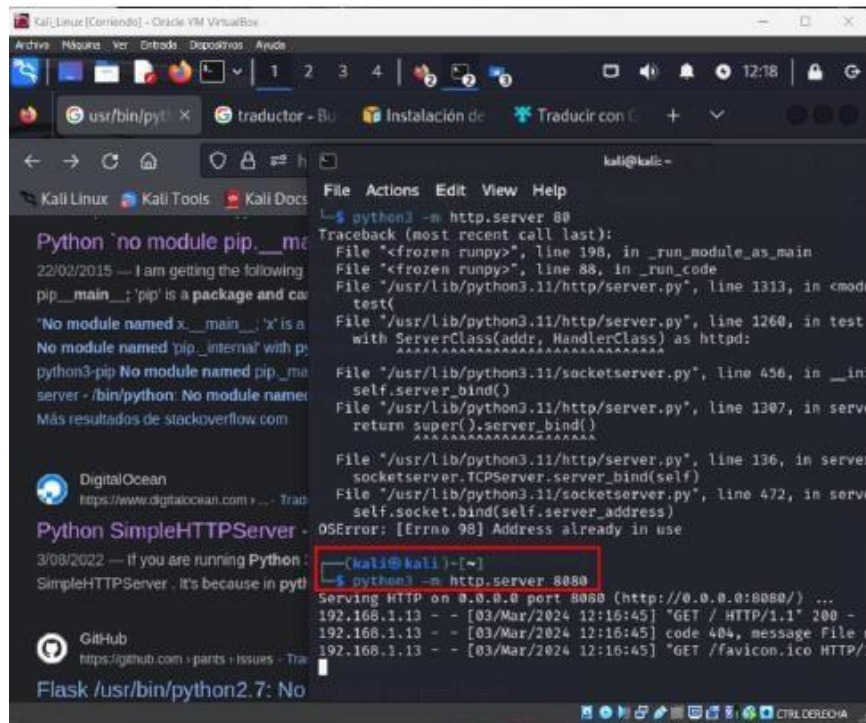 Kali_Linux [Corriendo] - Oracle VM VirtualBox
Archivo Máquina Ver Entrada Dispositivos Ayuda
1 2 3 4 12:18
usr/bin/pyt traductor - Bu Instalación de Traducir con G
Kali Linux Kali Tools Kali Docs
Python `no module pip.__ma
22/02/2015 — I am getting the following
pip__main__; 'pip' is a package and ca
"No module named x.__main__; 'x' is a
No module named 'pip._internal' with py
python3-pip No module named pip._ma
server - /bin/python: No module name
Más resultados de stackoverflow.com
DigitalOcean
https://www.digitalocean.com › ... - Trad
Python SimpleHTTPServer -
3/08/2022 — If you are running Python
SimpleHTTPServer . It's because in pyth
GitHub
https://github.com › pants › issues - Tra
Flask /usr/bin/python2.7: No
kali@kali: ~
File Actions Edit View Help
└─$ python3 -m http.server 80
Traceback (most recent call last):
File "<frozen runpy>", line 198, in _run_module_as_main
File "<frozen runpy>", line 88, in _run_code
File "/usr/lib/python3.11/http/server.py", line 1313, in <modu
test(
File "/usr/lib/python3.11/http/server.py", line 1260, in test
with ServerClass(addr, HandlerClass) as httpd:
^^^^^^^^^^^^^^^^^^^^^^^^^^^^^^^
File "/usr/lib/python3.11/socketserver.py", line 456, in __ini
self.server_bind()
File "/usr/lib/python3.11/http/server.py", line 1307, in serve
return super().server_bind()
^^^^^^^^^^^^^^^^^^^^^
File "/usr/lib/python3.11/http/server.py", line 136, in server
socketserver.TCPServer.server_bind(self)
File "/usr/lib/python3.11/socketserver.py", line 472, in serv
self.socket.bind(self.server_address)
OSError: [Errno 98] Address already in use
┌──(kali㉿kali)-[~]
└─$ python3 -m http.server 8080
Serving HTTP on 0.0.0.0 port 8080 (http://0.0.0.0:8080/) ...
192.168.1.13 - - [03/Mar/2024 12:16:45] "GET / HTTP/1.1" 200 -
192.168.1.13 - - [03/Mar/2024 12:16:45] code 404, message File
192.168.1.13 - - [03/Mar/2024 12:16:45] "GET /favicon.ico HTTP/
CTRL DERECHA